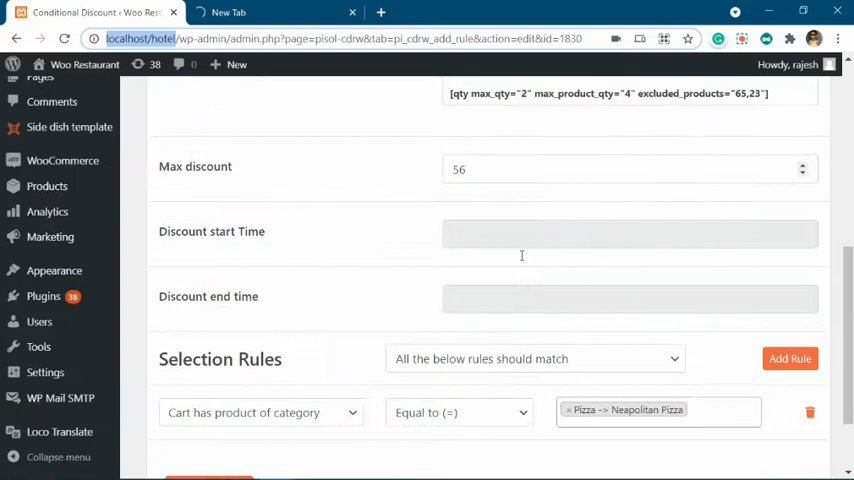 Conditional Discount ‹ Woo Rest
New Tab
localhost/hotel/wp-admin/admin.php?page=pisol-cdrw&tab=pi_cdrw_add_rule&action=edit&id=1830
Woo Restaurant
38
0
New
Howdy, rajesh
Pages
Comments
Side dish template
WooCommerce
Products
Analytics
Marketing
Appearance
Plugins 38
Users
Tools
Settings
WP Mail SMTP
Loco Translate
Collapse menu
[qty max_qty="2" max_product_qty="4" excluded_products="65,23"]
Max discount
56
Discount start Time
Discount end time
Selection Rules
All the below rules should match
Add Rule
Cart has product of category
Equal to (=)
× Pizza -> Neapolitan Pizza